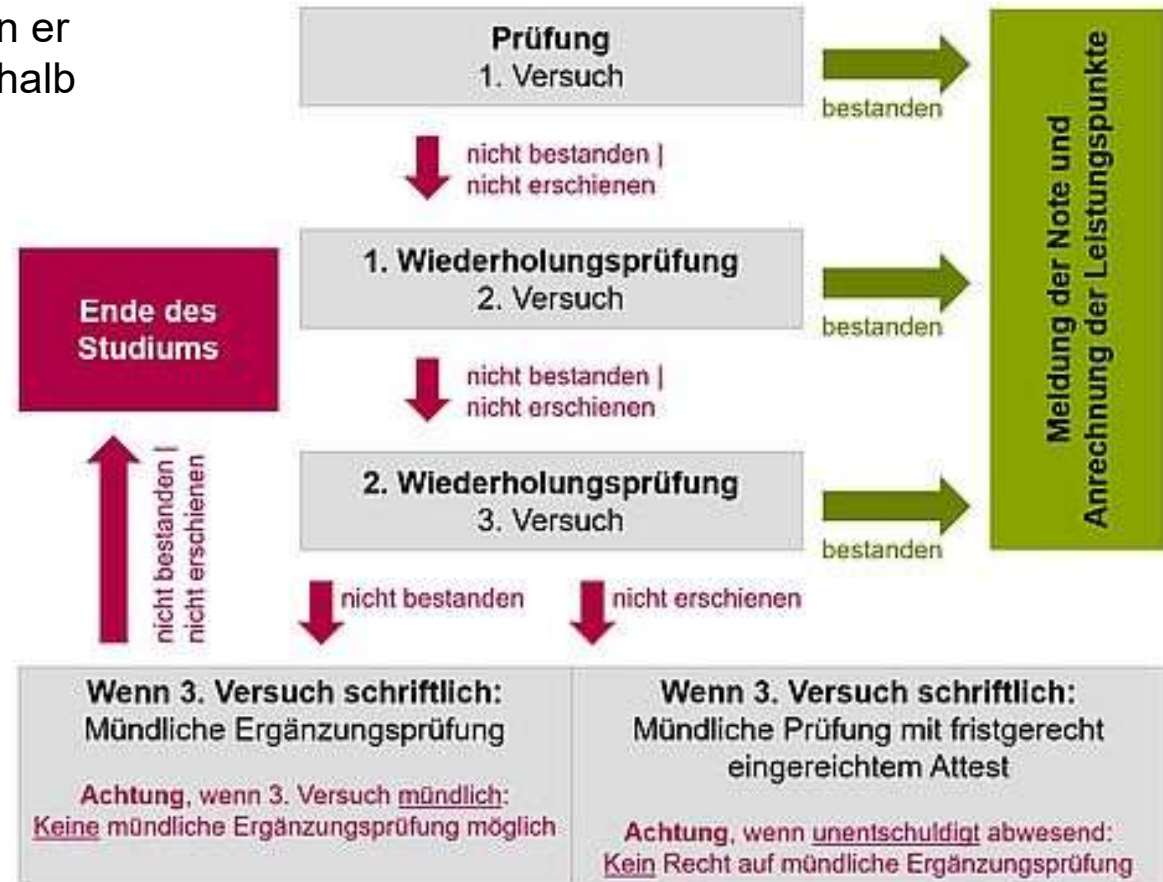 n er
halb
Prüfung
1. Versuch
bestanden
nicht bestanden |
nicht erschienen
1. Wiederholungsprüfung
2. Versuch
bestanden
Ende des
Studiums
nicht bestanden |
nicht erschienen
2. Wiederholungsprüfung
3. Versuch
bestanden
Meldung der Note und
Anrechnung der Leistungspunkte
nicht bestanden |
nicht erschienen
nicht bestanden
nicht erschienen
Wenn 3. Versuch schriftlich:
Mündliche Ergänzungsprüfung
Achtung, wenn 3. Versuch mündlich:
Keine mündliche Ergänzungsprüfung möglich
Wenn 3. Versuch schriftlich:
Mündliche Prüfung mit fristgerecht
eingereichtem Attest
Achtung, wenn unentschuldigt abwesend:
Kein Recht auf mündliche Ergänzungsprüfung